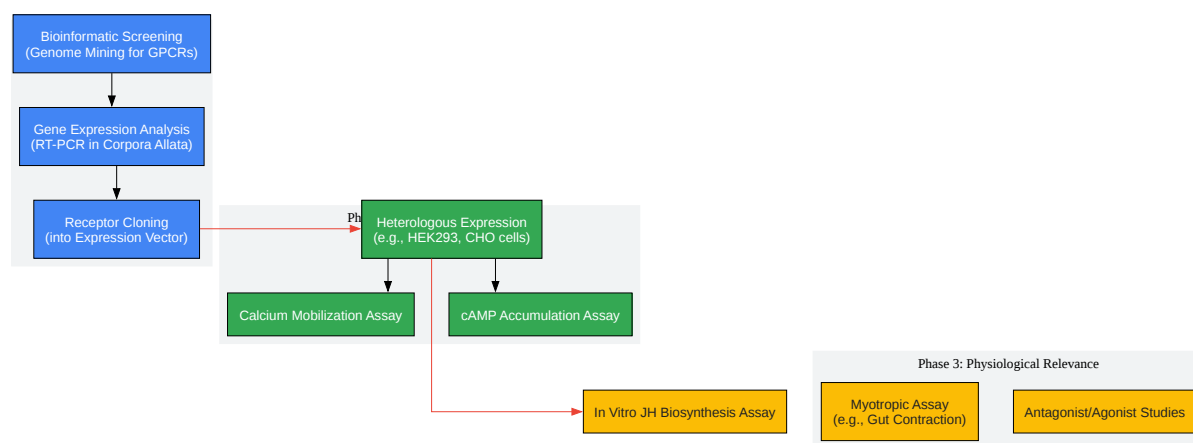 Bioinformatic Screening
(Genome Mining for GPCRs)
Gene Expression Analysis
(RT-PCR in Corpora Allata)
Receptor Cloning
(into Expression Vector)
Heterologous Expression
(e.g., HEK293, CHO cells)
Calcium Mobilization Assay
cAMP Accumulation Assay
In Vitro JH Biosynthesis Assay
Phase 3: Physiological Relevance
Myotropic Assay
(e.g., Gut Contraction)
Antagonist/Agonist Studies